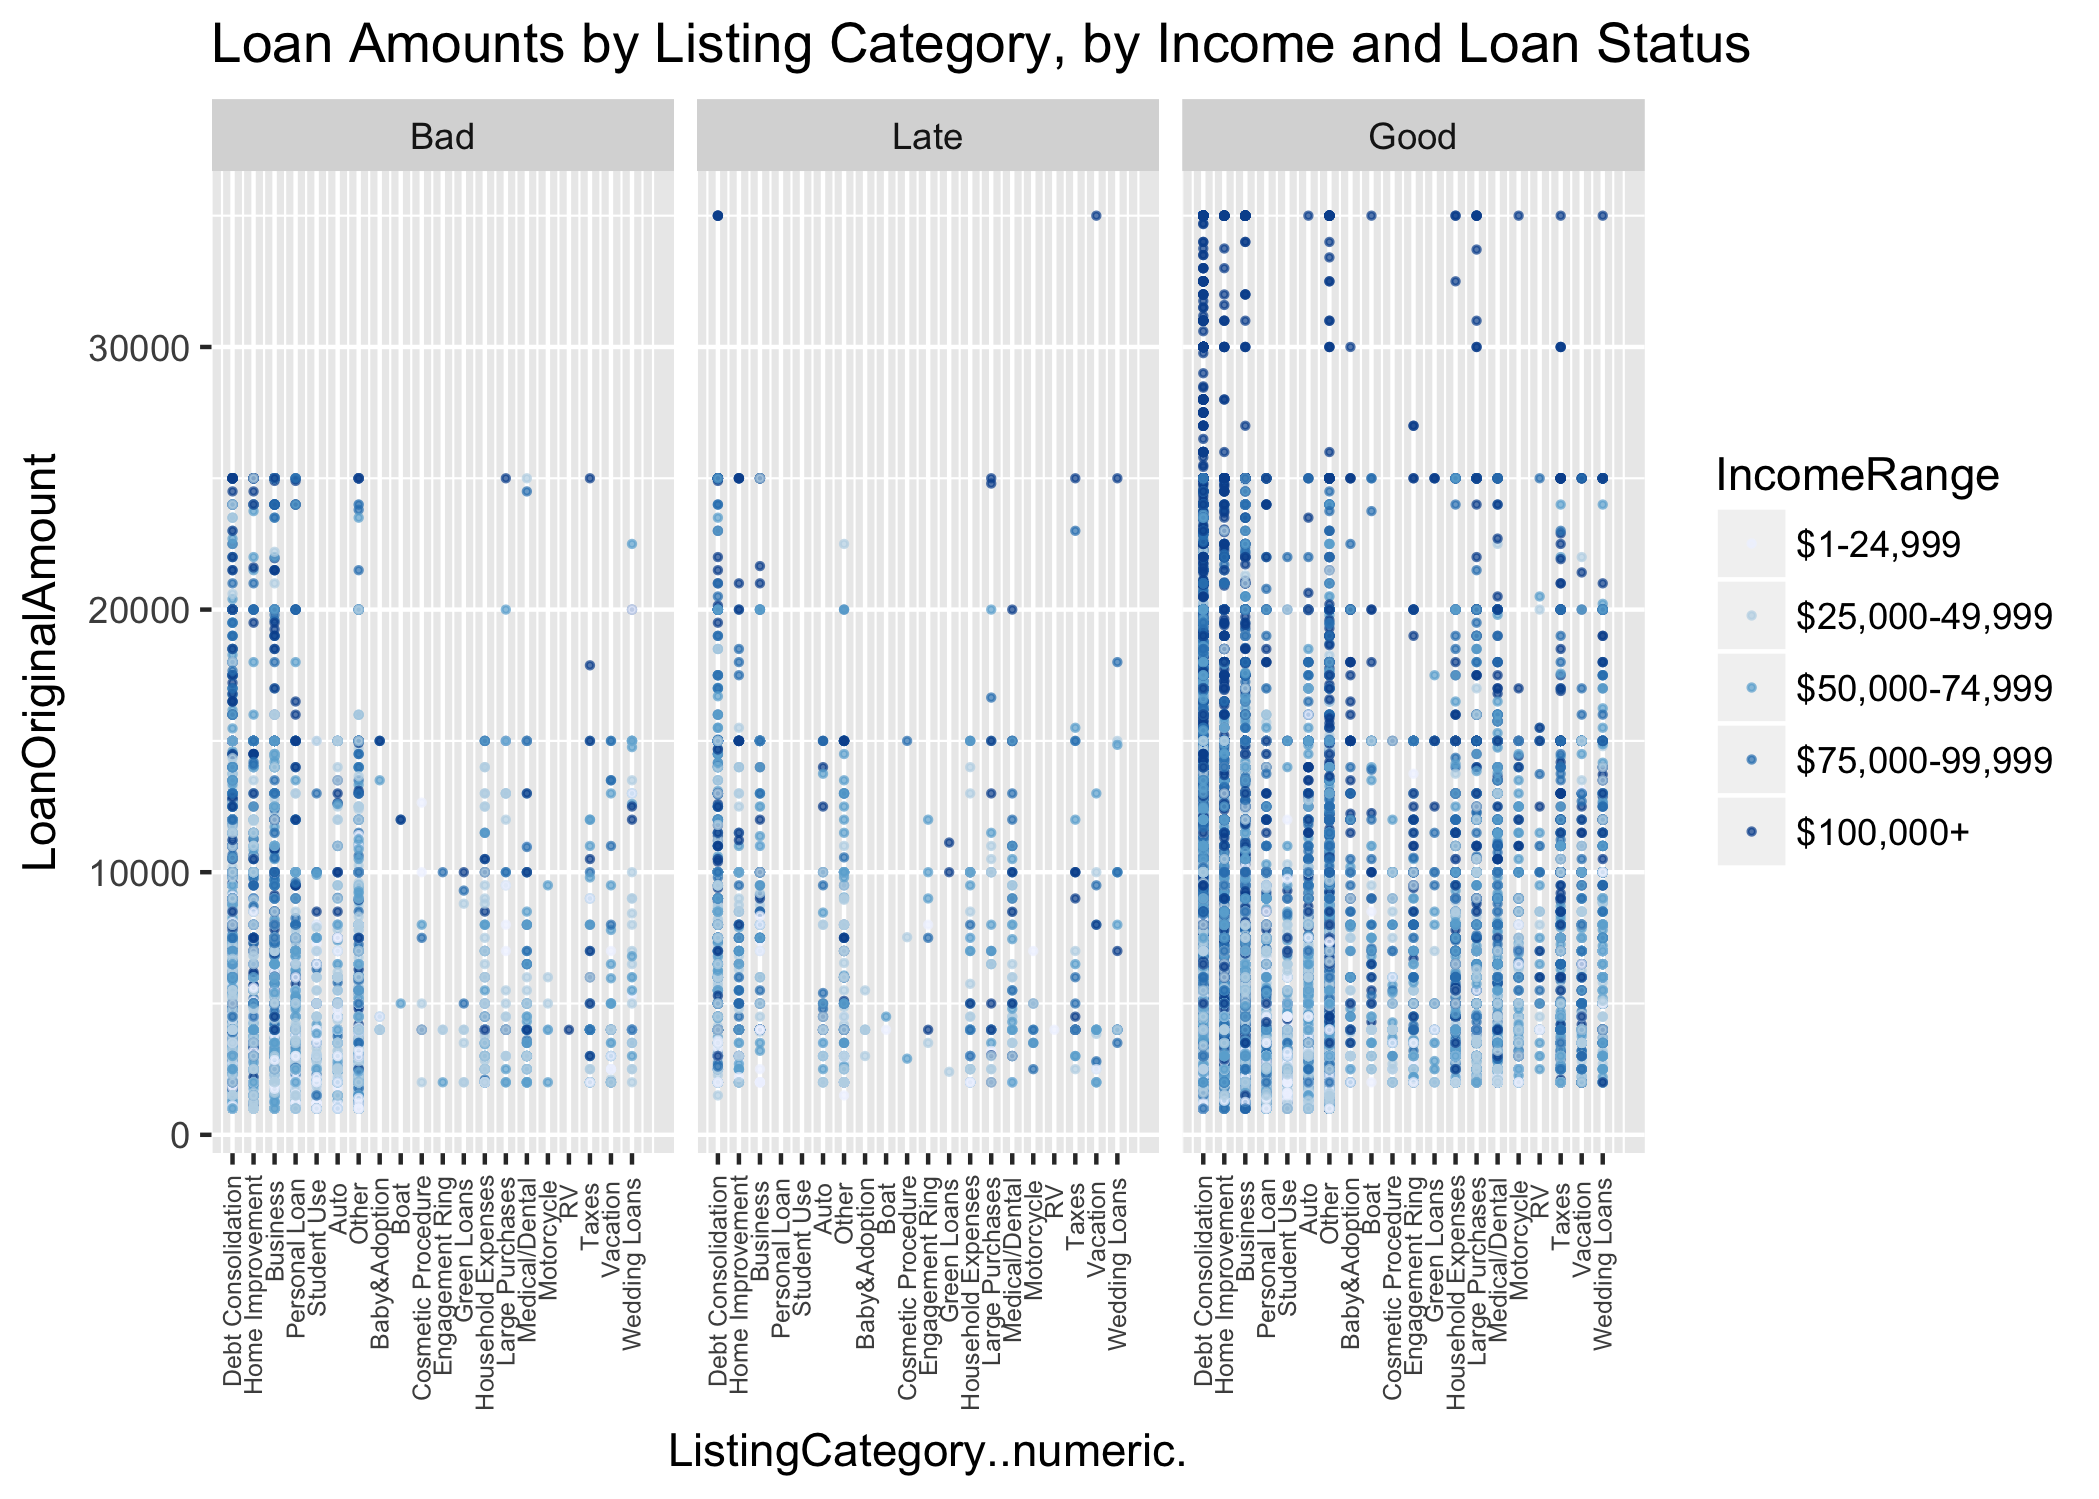 Loan Amounts by Listing Category, by Income and Loan Status
Bad
Late
Good
LoanOriginalAmount
30000
20000
10000
0
Debt Consolidation
Home Improvement
Business
Personal Loan
Student Use
Auto
Other
Baby&Adoption
Boat
Cosmetic Procedure
Engagement Ring
Green Loans
Household Expenses
Large Purchases
Medical/Dental
Motorcycle
RV
Taxes
Vacation
Wedding Loans
Debt Consolidation
Home Improvement
Business
Personal Loan
Student Use
Auto
Other
Baby&Adoption
Boat
Cosmetic Procedure
Engagement Ring
Green Loans
Household Expenses
Large Purchases
Medical/Dental
Motorcycle
RV
Taxes
Vacation
Wedding Loans
Debt Consolidation
Home Improvement
Business
Personal Loan
Student Use
Auto
Other
Baby&Adoption
Boat
Cosmetic Procedure
Engagement Ring
Green Loans
Household Expenses
Large Purchases
Medical/Dental
Motorcycle
RV
Taxes
Vacation
Wedding Loans
ListingCategory..numeric.
IncomeRange
$1-24,999
$25,000-49,999
$50,000-74,999
$75,000-99,999
$100,000+